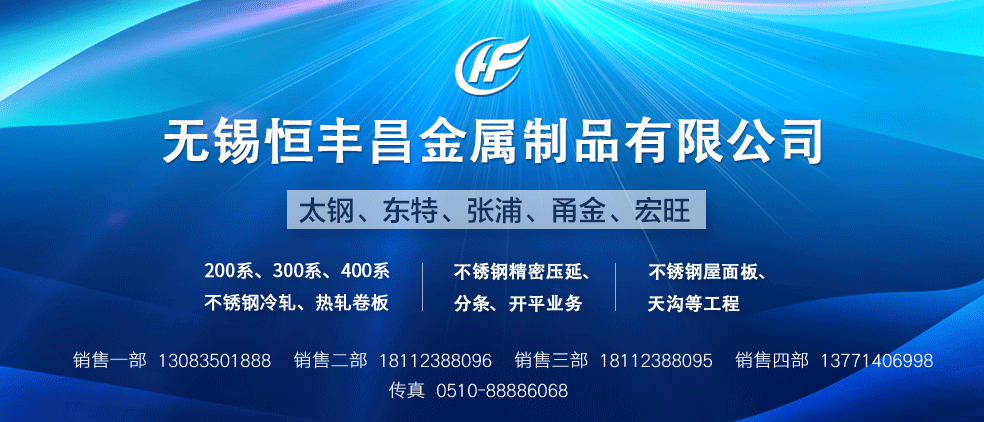 HF
无锡恒丰昌金属制品有限公司
太钢、东特、张浦、甬金、宏旺
200系、300系、400系
不锈钢冷轧、热轧卷板
不锈钢精密压延、
分条、开平业务
不锈钢屋面板、
天沟等工程
销售一部 13083501888 销售二部 18112388096 销售三部 18112388095 销售四部 13771406998
传真 0510-88886068